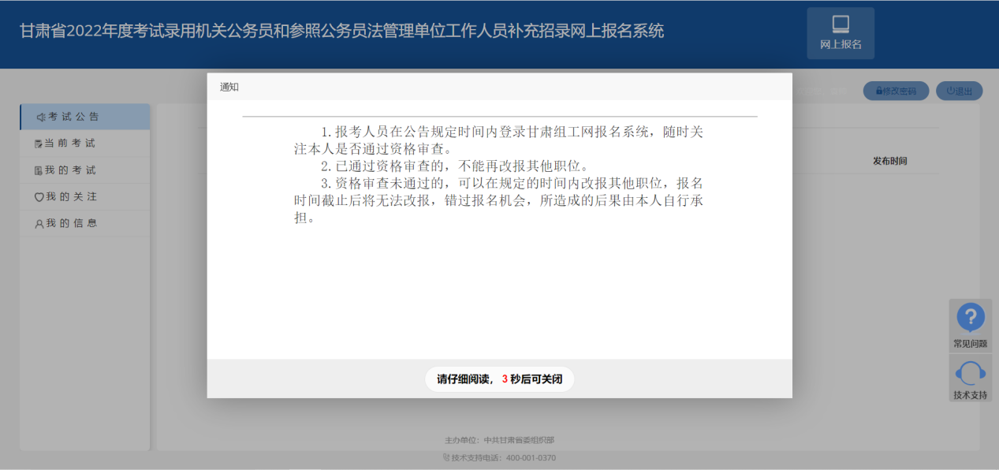 甘肃省2022年度考试录用机关公务员和参照公务员法管理单位工作人员补充招录网上报名系统
网上报名
通知
修改密码
退出
考试公告
当前考试
我的考试
我的关注
我的信息
发布时间
1.报考人员在公告规定时间内登录甘肃组工网报名系统，随时关
注本人是否通过资格审查。
2.已通过资格审查的，不能再改报其他职位。
3.资格审查未通过的，可以在规定的时间内改报其他职位，报名
时间截止后将无法改报，错过报名机会，所造成的后果由本人自行承
担。
请仔细阅读，3秒后可关闭
常见问题
技术支持
主办单位：中共甘肃省委组织部
技术支持电话：400-001-0370